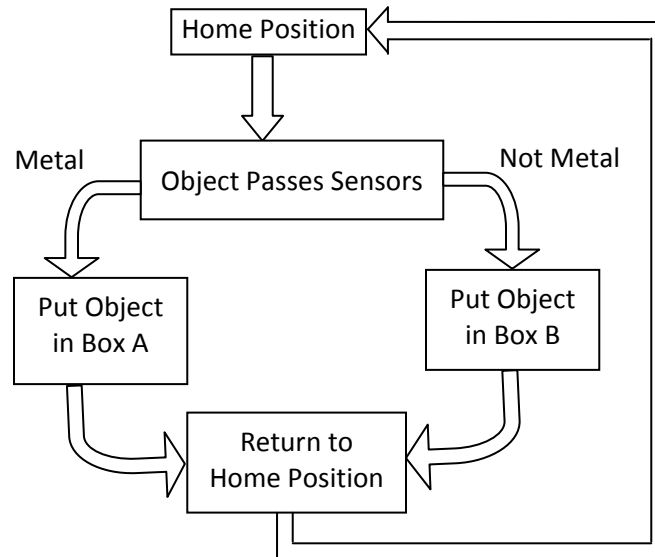 Home Position
Metal
Not Metal
Object Passes Sensors
Put Object
in Box A
Put Object
in Box B
Return to
Home Position